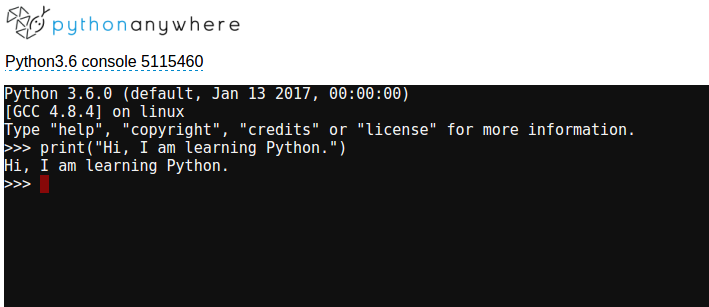 pythonanywhere
Python3.6 console 5115460
Python 3.6.0 (default, Jan 13 2017, 00:00:00)
[GCC 4.8.4] on linux
Type "help", "copyright", "credits" or "license" for more information.
>>> print("Hi, I am learning Python.")
Hi, I am learning Python.
>>>